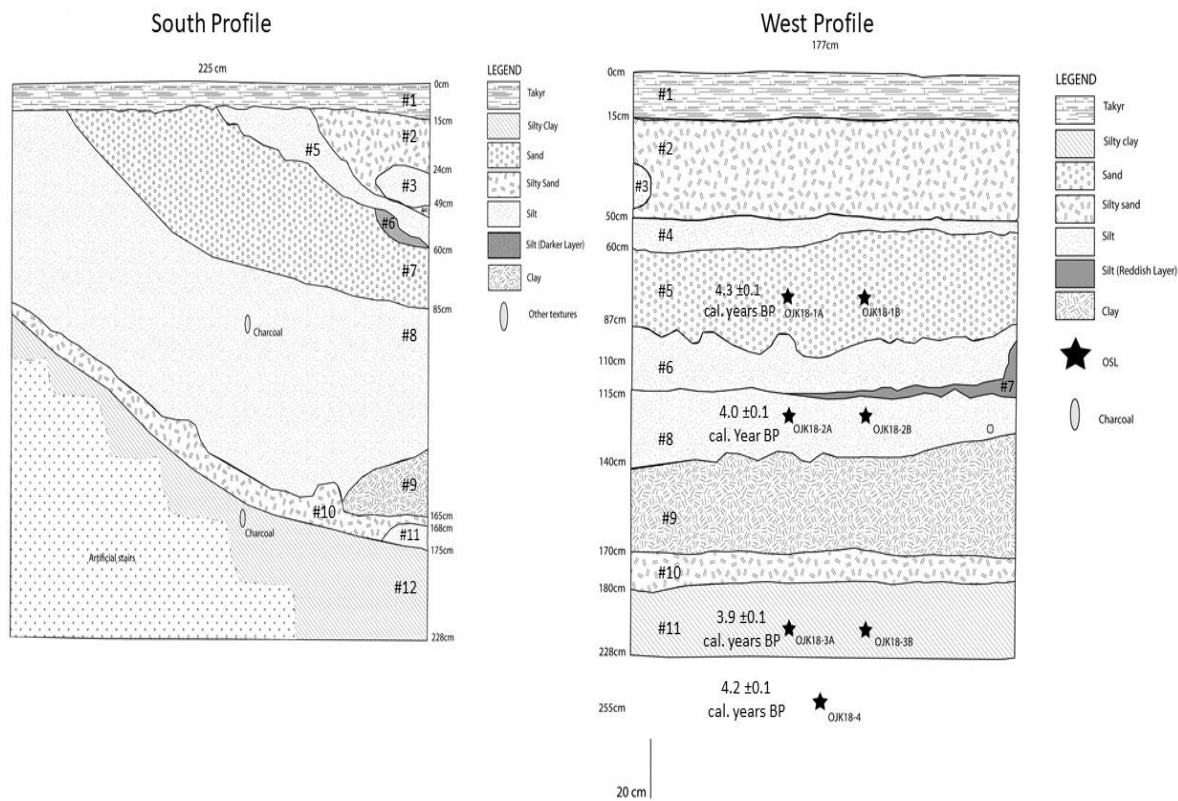 South Profile
225 cm
0cm
#1
15cm
#2
#5
24cm
#3
49cm
#6
60cm
#7
85cm
#8
Charcoal
#9
#10
165cm
168cm
#11
Charcoal
175cm
Artificial stairs
#12
228cm
LEGEND
Takyr
Silty Clay
Sand
Silty Sand
Silt
Silt (Darker Layer)
Clay
Other textures
West Profile
177cm
0cm
#1
15cm
#2
#3
50cm
#4
60cm
#5
4.3 ±0.1
cal. years BP
OJK18-1A
OJK18-1B
87cm
110cm
#6
115cm
#7
4.0 ±0.1
cal. Year BP
OJK18-2A
OJK18-2B
#8
140cm
#9
170cm
#10
180cm
#11
3.9 ±0.1
cal. years BP
OJK18-3A
OJK18-3B
228cm
4.2 ±0.1
cal. years BP
OJK18-4
255cm
20 cm
LEGEND
Takyr
Silty clay
Sand
Silty sand
Silt
Silt (Reddish Layer)
Clay
OSL
Charcoal